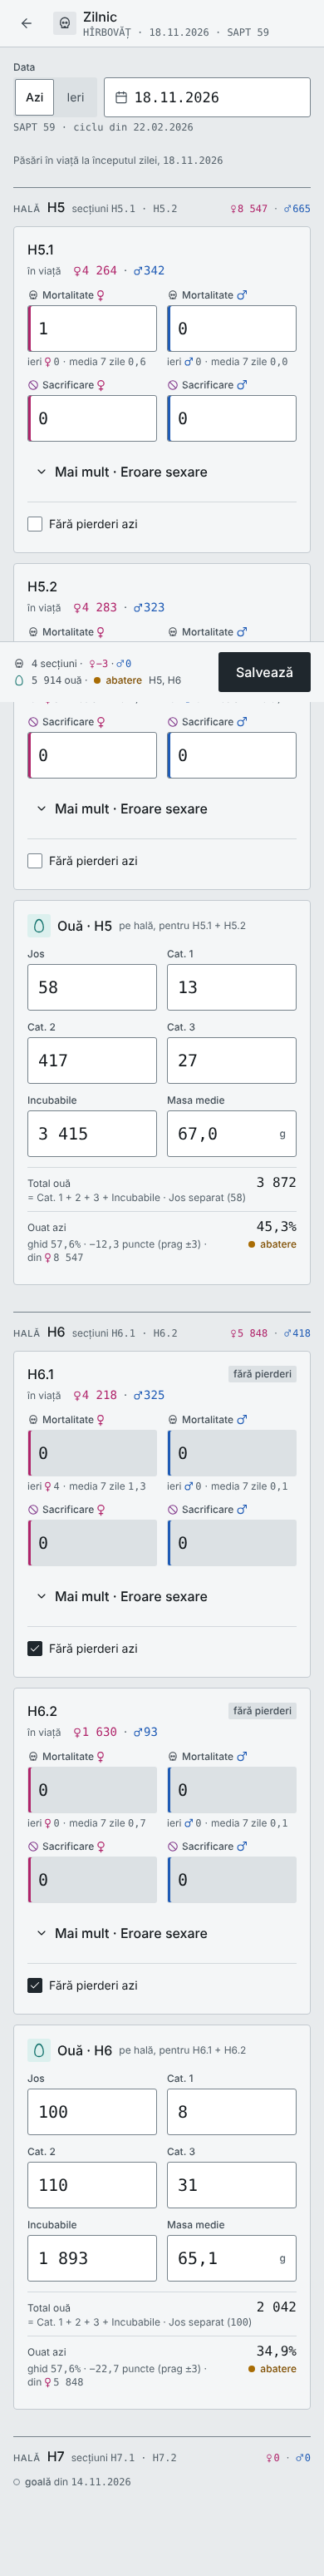 Zilnic
HÎRBOVĂȚ · 18.11.2026 · SAPT 59
Data
Azi Ieri 18.11.2026
SAPT 59 · ciclu din 22.02.2026
Păsări în viață la începutul zilei, 18.11.2026
HALĂ H5 secțiuni H5.1 · H5.2 ♀8 547 · ♂665
H5.1
în viață ♀4 264 · ♂342
Mortalitate ♀ Mortalitate ♂
1 0
ieri ♀ 0 · media 7 zile 0,6 ieri ♂ 0 · media 7 zile 0,0
Sacrificare ♀ Sacrificare ♂
0 0
Mai mult · Eroare sexare
Fără pierderi azi
H5.2
în viață ♀4 283 · ♂323
Mortalitate ♀ Mortalitate ♂
4 secțiuni · ♀−3 · ♂0
5 914 ouă · abatere H5, H6
Salvează
Sacrificare ♀ Sacrificare ♂
0 0
Mai mult · Eroare sexare
Fără pierderi azi
Ouă · H5 pe hală, pentru H5.1 + H5.2
Jos Cat. 1
58 13
Cat. 2 Cat. 3
417 27
Incubabile Masa medie
3 415 67,0 g
Total ouă 3 872
= Cat. 1 + 2 + 3 + Incubabile · Jos separat (58)
Ouat azi 45,3%
ghid 57,6% · −12,3 puncte (prag ±3) · abatere
din ♀8 547
HALĂ H6 secțiuni H6.1 · H6.2 ♀5 848 · ♂418
H6.1 fără pierderi
în viață ♀4 218 · ♂325
Mortalitate ♀ Mortalitate ♂
0 0
ieri ♀ 4 · media 7 zile 1,3 ieri ♂ 0 · media 7 zile 0,1
Sacrificare ♀ Sacrificare ♂
0 0
Mai mult · Eroare sexare
Fără pierderi azi
H6.2 fără pierderi
în viață ♀1 630 · ♂93
Mortalitate ♀ Mortalitate ♂
0 0
ieri ♀ 0 · media 7 zile 0,7 ieri ♂ 0 · media 7 zile 0,1
Sacrificare ♀ Sacrificare ♂
0 0
Mai mult · Eroare sexare
Fără pierderi azi
Ouă · H6 pe hală, pentru H6.1 + H6.2
Jos Cat. 1
100 8
Cat. 2 Cat. 3
110 31
Incubabile Masa medie
1 893 65,1 g
Total ouă 2 042
= Cat. 1 + 2 + 3 + Incubabile · Jos separat (100)
Ouat azi 34,9%
ghid 57,6% · −22,7 puncte (prag ±3) · abatere
din ♀5 848
HALĂ H7 secțiuni H7.1 · H7.2 ♀0 · ♂0
goală din 14.11.2026